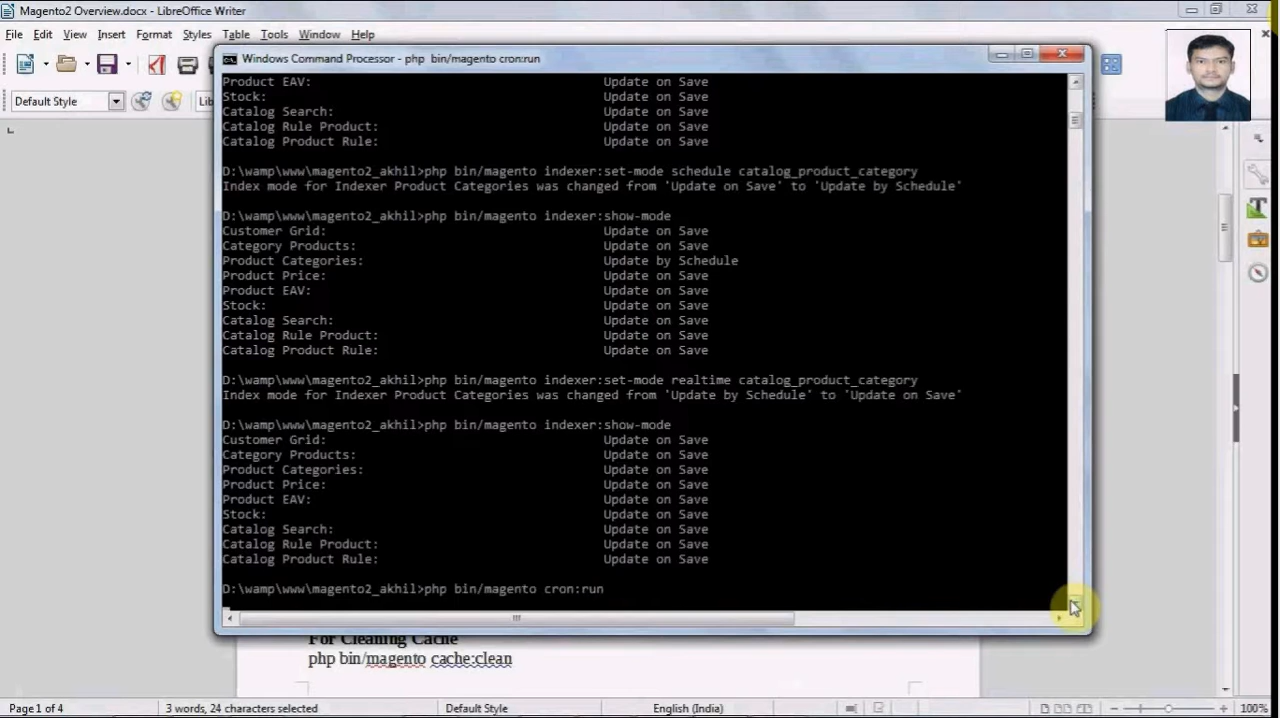 Magento2 Overview.docx - LibreOffice Writer
File Edit View Insert Format Styles Tools Table Window Help
Windows Command Processor - php bin/magento cron:run
Default Style
Lib
Product EAV: Update on Save
Stock: Update on Save
Catalog Search: Update on Save
Catalog Rule Product: Update on Save
Catalog Product Rule: Update on Save
D:\wamp\www\magento2_akhil>php bin/magento indexer:set-mode schedule catalog_product_category
Index mode for Indexer Product Categories was changed from 'Update on Save' to 'Update by Schedule'
D:\wamp\www\magento2_akhil>php bin/magento indexer:show-mode
Customer Grid: Update on Save
Category Products: Update on Save
Product Categories: Update by Schedule
Product Price: Update on Save
Product EAV: Update on Save
Stock: Update on Save
Catalog Search: Update on Save
Catalog Rule Product: Update on Save
Catalog Product Rule: Update on Save
D:\wamp\www\magento2_akhil>php bin/magento indexer:set-mode realtime catalog_product_category
Index mode for Indexer Product Categories was changed from 'Update by Schedule' to 'Update on Save'
D:\wamp\www\magento2_akhil>php bin/magento indexer:show-mode
Customer Grid: Update on Save
Category Products: Update on Save
Product Categories: Update on Save
Product Price: Update on Save
Product EAV: Update on Save
Stock: Update on Save
Catalog Search: Update on Save
Catalog Rule Product: Update on Save
Catalog Product Rule: Update on Save
D:\wamp\www\magento2_akhil>php bin/magento cron:run
For Cleaning Cache
php bin/magento cache:clean
Page 1 of 4 3 words, 24 characters selected Default Style English (India) 100%